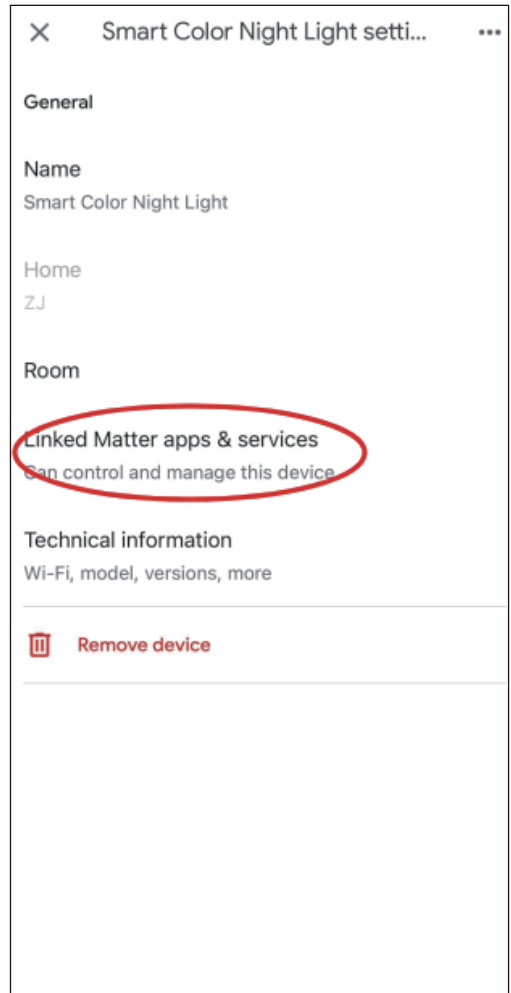 Smart Color Night Light setti...
General
Name
Smart Color Night Light
Home
ZJ
Room
Linked Matter apps & services
Can control and manage this device
Technical information
Wi-Fi, model, versions, more
Remove device